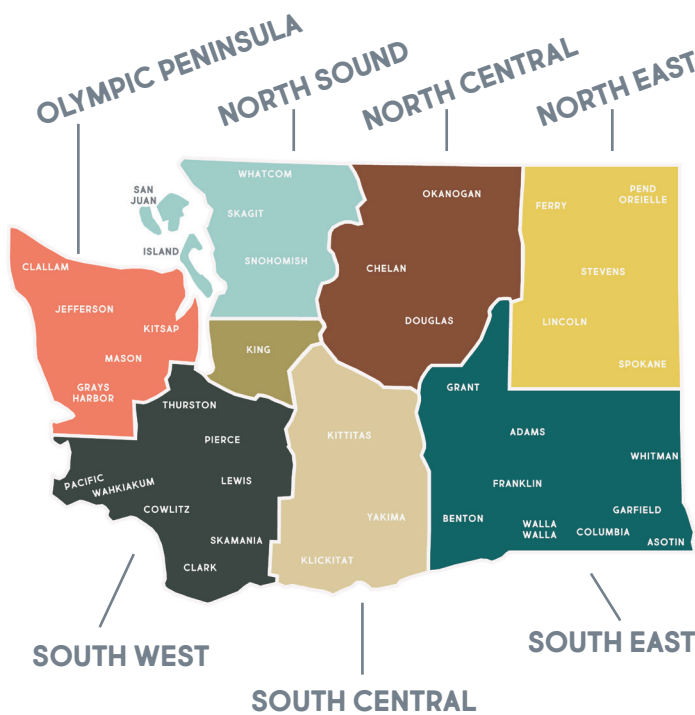 OLYMPIC PENINSULA
NORTH SOUND
NORTH CENTRAL
NORTH EAST
WHATCOM
SAN
JUAN
SKAGIT
ISLAND
SNOHOMISH
OKANOGAN
CHELAN
DOUGLAS
FERRY
PEND
OREIELLE
STEVENS
LINCOLN
SPOKANE
CLALLAM
JEFFERSON
KITSAP
MASON
GRAYS
HARBOR
KING
THURSTON
PIERCE
PACIFIC
WAHKIAKUM
LEWIS
COWLITZ
SKAMANIA
CLARK
KITTITAS
YAKIMA
KLICKITAT
GRANT
ADAMS
WHITMAN
FRANKLIN
BENTON
WALLA
WALLA
COLUMBIA
GARFIELD
ASOTIN
SOUTH WEST
SOUTH CENTRAL
SOUTH EAST